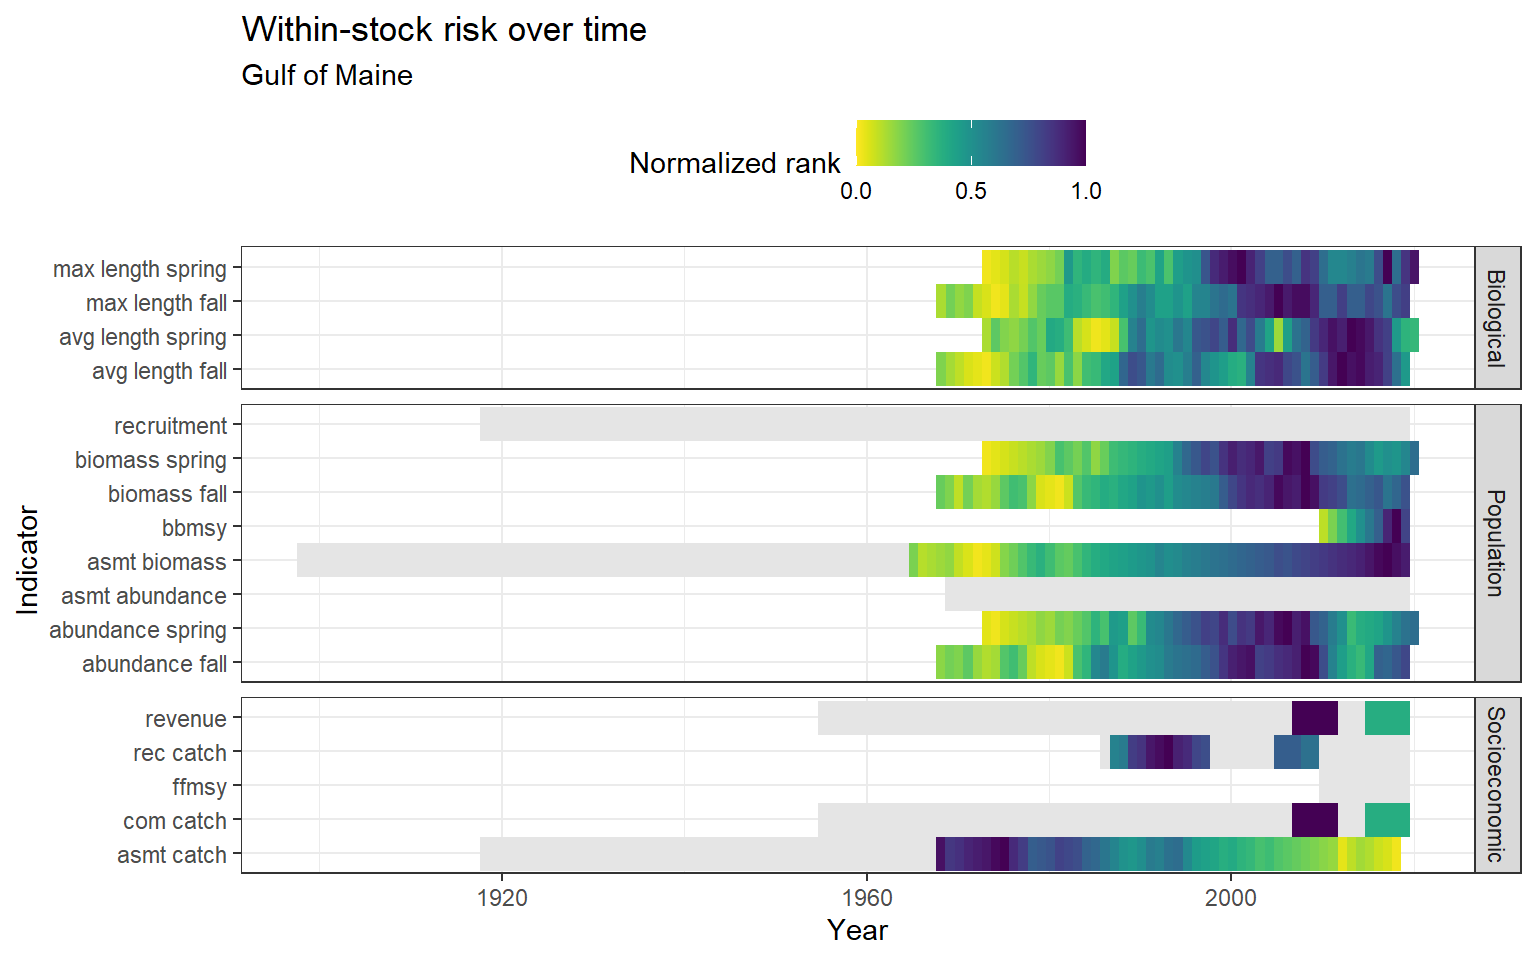 Within-stock risk over time
Gulf of Maine
Normalized rank
0.0 0.5 1.0
max length spring
max length fall
avg length spring
avg length fall
Biological
recruitment
biomass spring
biomass fall
bbmsy
asmt biomass
asmt abundance
abundance spring
abundance fall
Population
Indicator
revenue
rec catch
ffmsy
com catch
asmt catch
Socioeconomic
1920 1960 2000
Year